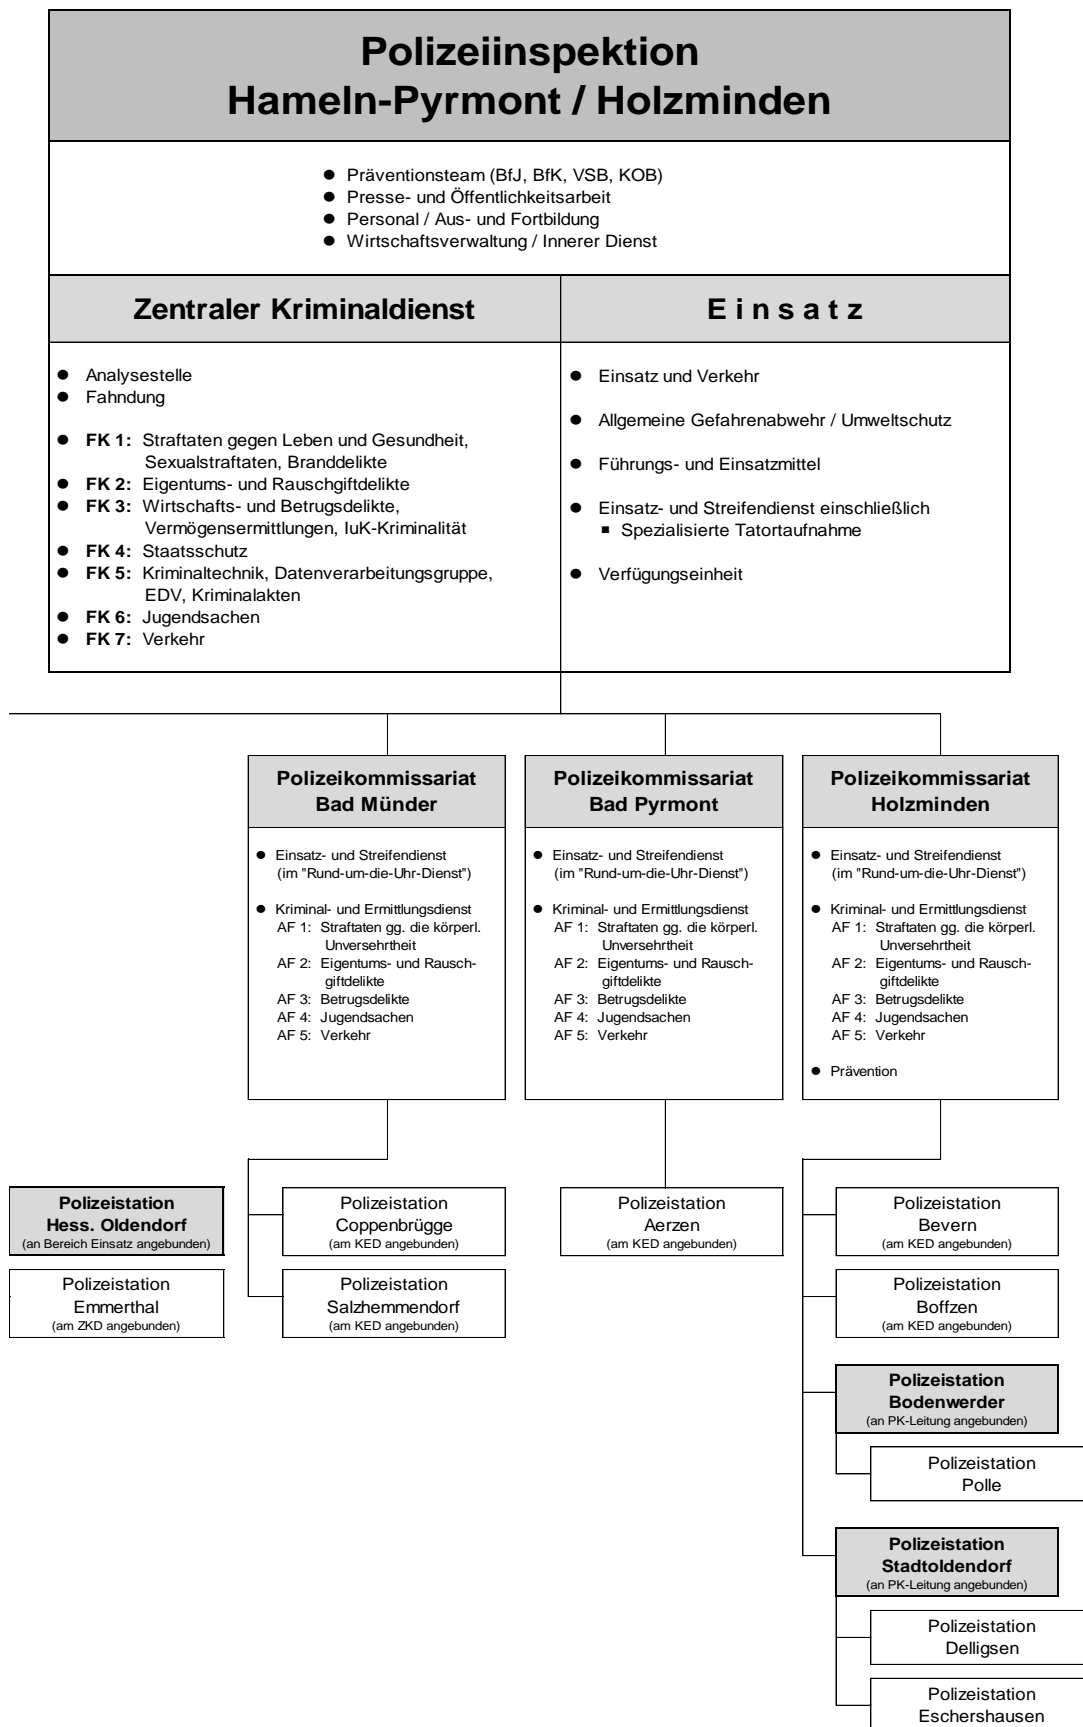 Polizeiinspektion
Hameln-Pyrmont / Holzminden
● Präventionsteam (BfJ, BfK, VSB, KOB)
● Presse- und Öffentlichkeitsarbeit
● Personal / Aus- und Fortbildung
● Wirtschaftsverwaltung / Innerer Dienst
Zentraler Kriminaldienst
● Analysestelle
● Fahndung
● FK 1: Straftaten gegen Leben und Gesundheit,
Sexualstraftaten, Branddelikte
● FK 2: Eigentums- und Rauschgiftdelikte
● FK 3: Wirtschafts- und Betrugsdelikte,
Vermögensermittlungen, IuK-Kriminalität
● FK 4: Staatsschutz
● FK 5: Kriminaltechnik, Datenverarbeitungsgruppe,
EDV, Kriminalakten
● FK 6: Jugendsachen
● FK 7: Verkehr
E i n s a t z
● Einsatz und Verkehr
● Allgemeine Gefahrenabwehr / Umweltschutz
● Führungs- und Einsatzmittel
● Einsatz- und Streifendienst einschließlich
■ Spezialisierte Tatortaufnahme
● Verfügungseinheit
Polizeikommissariat
Bad Münder
● Einsatz- und Streifendienst
(im "Rund-um-die-Uhr-Dienst")
● Kriminal- und Ermittlungsdienst
AF 1: Straftaten gg. die körperl.
Unversehrtheit
AF 2: Eigentums- und Rausch-
giftdelikte
AF 3: Betrugsdelikte
AF 4: Jugendsachen
AF 5: Verkehr
Polizeikommissariat
Bad Pyrmont
● Einsatz- und Streifendienst
(im "Rund-um-die-Uhr-Dienst")
● Kriminal- und Ermittlungsdienst
AF 1: Straftaten gg. die körperl.
Unversehrtheit
AF 2: Eigentums- und Rausch-
giftdelikte
AF 3: Betrugsdelikte
AF 4: Jugendsachen
AF 5: Verkehr
Polizeikommissariat
Holzminden
● Einsatz- und Streifendienst
(im "Rund-um-die-Uhr-Dienst")
● Kriminal- und Ermittlungsdienst
AF 1: Straftaten gg. die körperl.
Unversehrtheit
AF 2: Eigentums- und Rausch-
giftdelikte
AF 3: Betrugsdelikte
AF 4: Jugendsachen
AF 5: Verkehr
● Prävention
Polizeistation
Hess. Oldendorf
(an Bereich Einsatz angebunden)
Polizeistation
Emmerthal
(am ZKD angebunden)
Polizeistation
Coppenbrügge
(am KED angebunden)
Polizeistation
Salzhemmendorf
(am KED angebunden)
Polizeistation
Aerzen
(am KED angebunden)
Polizeistation
Bevern
(am KED angebunden)
Polizeistation
Boffzen
(am KED angebunden)
Polizeistation
Bodenwerder
(an PK-Leitung angebunden)
Polizeistation
Polle
Polizeistation
Stadtoldendorf
(an PK-Leitung angebunden)
Polizeistation
Delligsen
Polizeistation
Eschershausen